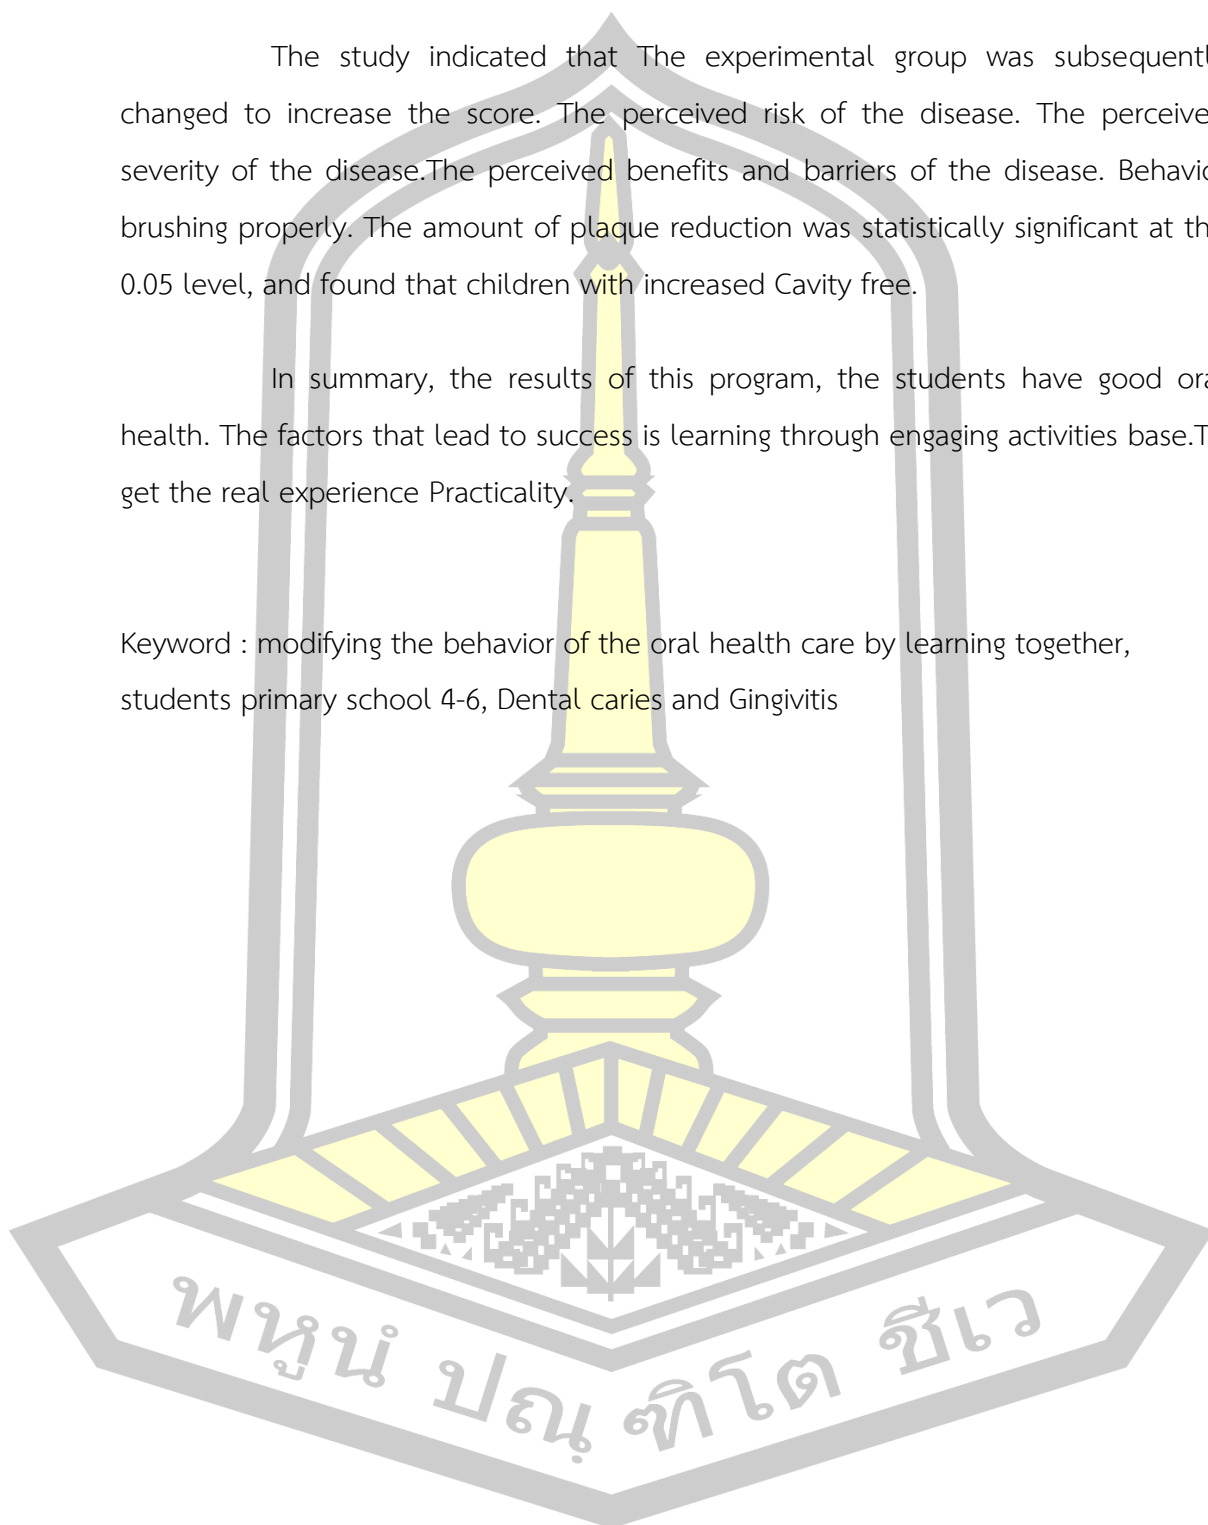 The study indicated that The experimental group was subsequentl
changed to increase the score. The perceived risk of the disease. The perceive
severity of the disease.The perceived benefits and barriers of the disease. Behavio
brushing properly. The amount of plaque reduction was statistically significant at th
0.05 level, and found that children with increased Cavity free.
In summary, the results of this program, the students have good ora
health. The factors that lead to success is learning through engaging activities base.T
get the real experience Practicality.
Keyword : modifying the behavior of the oral health care by learning together,
students primary school 4-6, Dental caries and Gingivitis
พหูนํ ปณฺ ฑิโต ชีเว